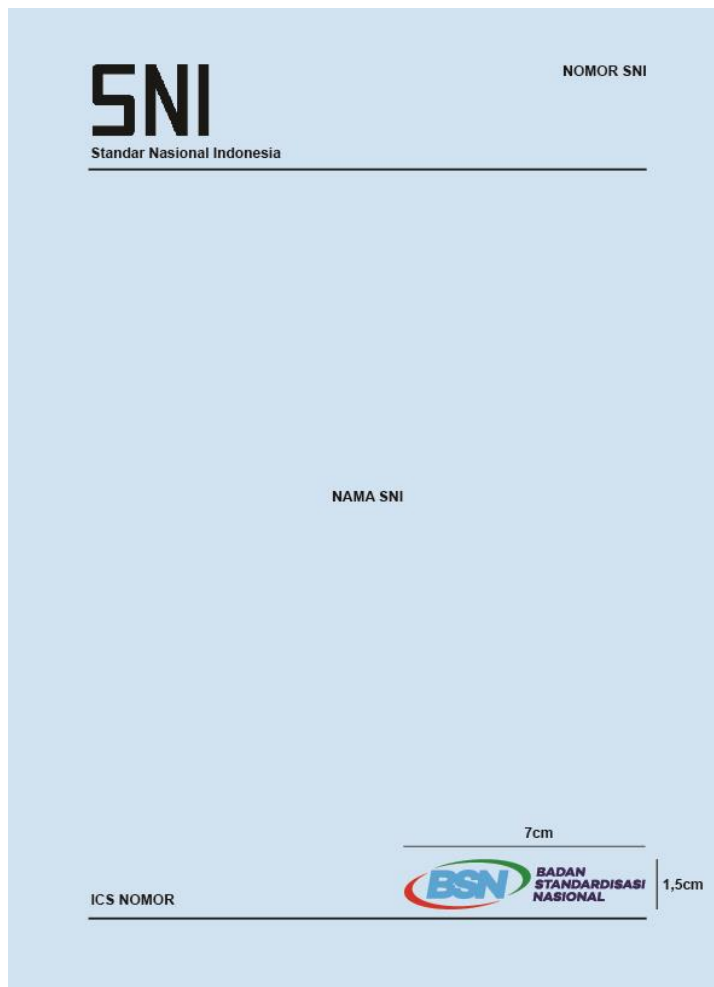 SNI
NOMOR SNI
Standar Nasional Indonesia
NAMA SNI
7cm
BSN
BADAN
STANDARDISASI
NASIONAL
1,5cm
ICS NOMOR